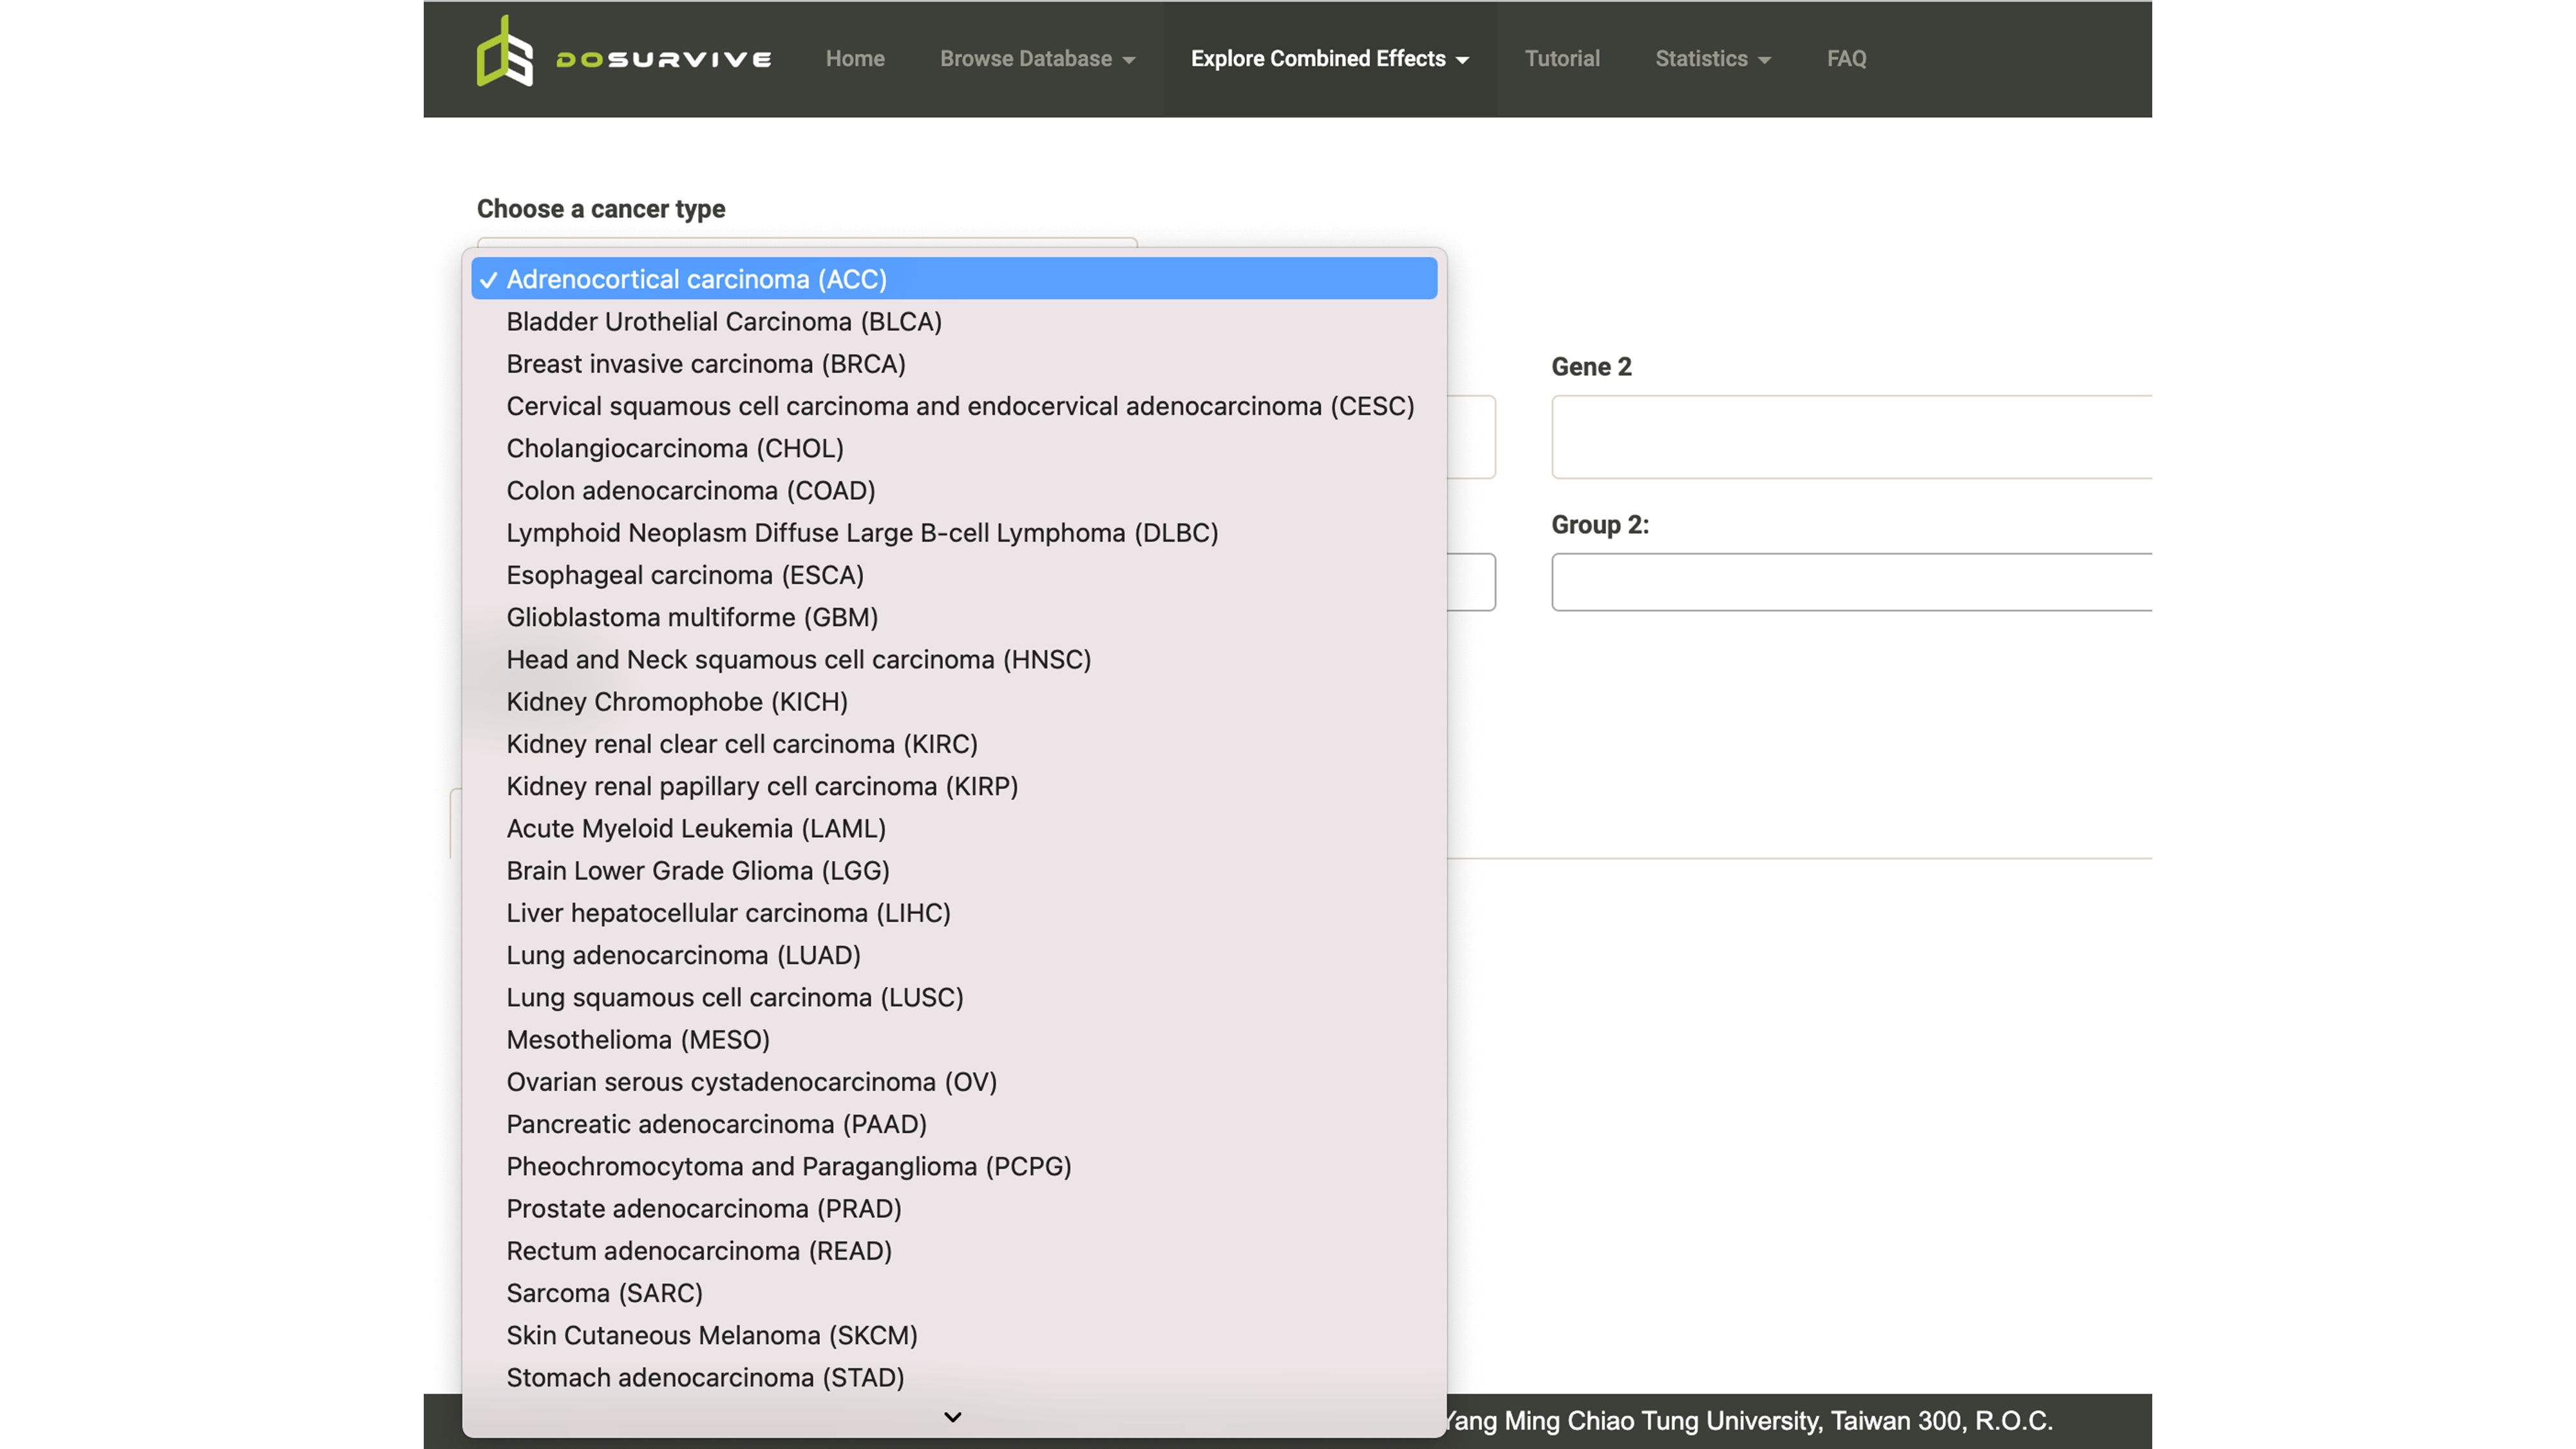 DOSURVIVE Home Browse Database Explore Combined Effects Tutorial Statistics FAQ
Choose a cancer type
✓ Adrenocortical carcinoma (ACC)
Bladder Urothelial Carcinoma (BLCA)
Breast invasive carcinoma (BRCA)
Cervical squamous cell carcinoma and endocervical adenocarcinoma (CESC)
Cholangiocarcinoma (CHOL)
Colon adenocarcinoma (COAD)
Lymphoid Neoplasm Diffuse Large B-cell Lymphoma (DLBC)
Esophageal carcinoma (ESCA)
Glioblastoma multiforme (GBM)
Head and Neck squamous cell carcinoma (HNSC)
Kidney Chromophobe (KICH)
Kidney renal clear cell carcinoma (KIRC)
Kidney renal papillary cell carcinoma (KIRP)
Acute Myeloid Leukemia (LAML)
Brain Lower Grade Glioma (LGG)
Liver hepatocellular carcinoma (LIHC)
Lung adenocarcinoma (LUAD)
Lung squamous cell carcinoma (LUSC)
Mesothelioma (MESO)
Ovarian serous cystadenocarcinoma (OV)
Pancreatic adenocarcinoma (PAAD)
Pheochromocytoma and Paraganglioma (PCPG)
Prostate adenocarcinoma (PRAD)
Rectum adenocarcinoma (READ)
Sarcoma (SARC)
Skin Cutaneous Melanoma (SKCM)
Stomach adenocarcinoma (STAD)
Gene 2
Group 2:
Yang Ming Chiao Tung University, Taiwan 300, R.O.C.